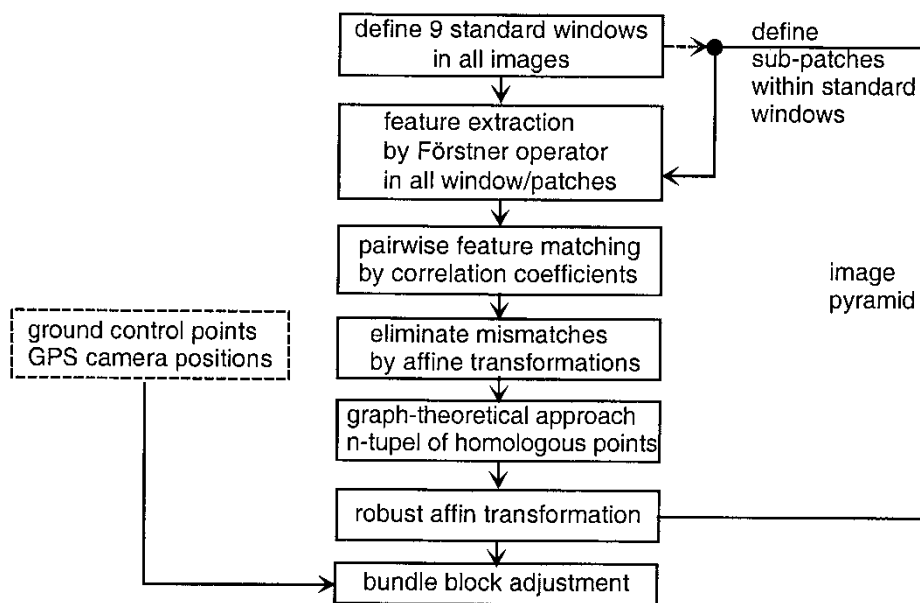 define 9 standard windows
in all images
define
sub-patches
within standard
windows
feature extraction
by Förstner operator
in all window/patches
pairwise feature matching
by correlation coefficients
image
pyramid
ground control points
GPS camera positions
eliminate mismatches
by affine transformations
graph-theoretical approach
n-tupel of homologous points
robust affin transformation
bundle block adjustment